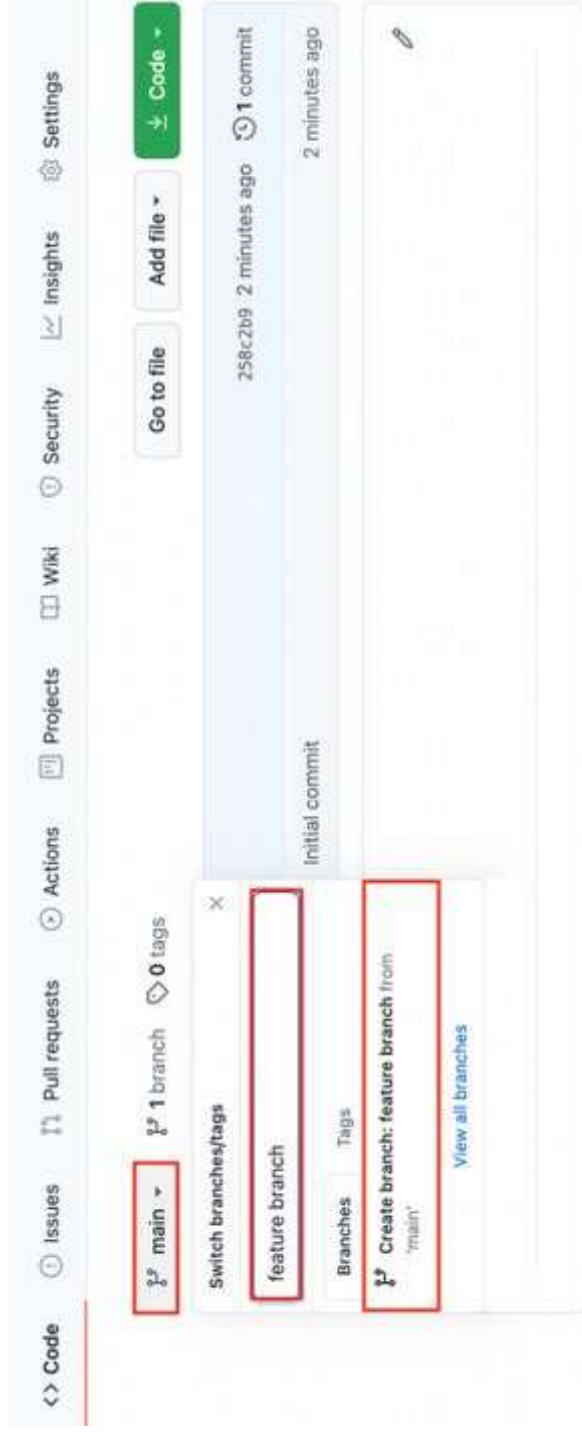 <> Code Issues Pull requests Actions Projects Wiki Security Insights Settings
main 1 branch 0 tags Go to file Add file Code
Switch branches/tags
258c2b9 2 minutes ago 1 commit
feature branch
Initial commit 2 minutes ago
Branches Tags
Create branch: feature branch from
'main'
View all branches